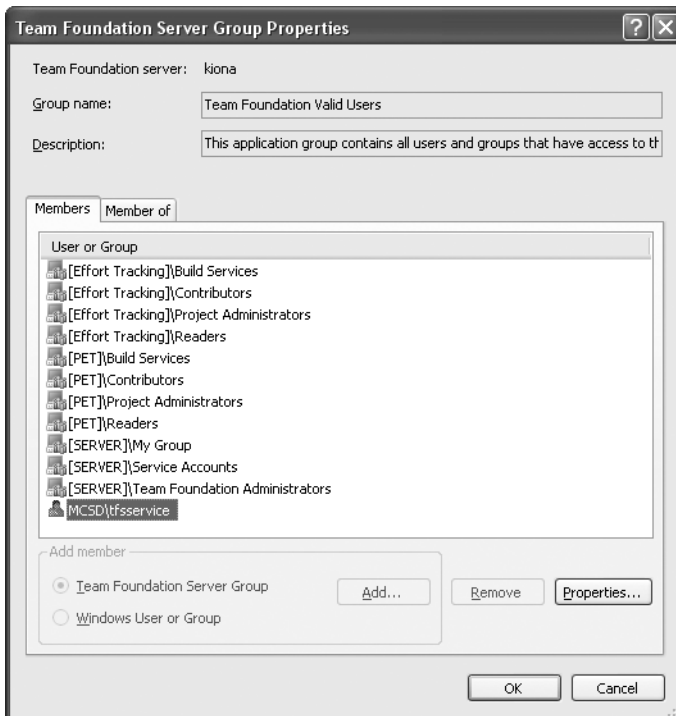 Team Foundation Server Group Properties
Team Foundation server: kiona
Group name: Team Foundation Valid Users
Description: This application group contains all users and groups that have access to th
Members Member of
User or Group
[Effort Tracking]\Build Services
[Effort Tracking]\Contributors
[Effort Tracking]\Project Administrators
[Effort Tracking]\Readers
[PET]\Build Services
[PET]\Contributors
[PET]\Project Administrators
[PET]\Readers
[SERVER]\My Group
[SERVER]\Service Accounts
[SERVER]\Team Foundation Administrators
MCSD\tfsservice
Add member
Team Foundation Server Group Add... Remove Properties...
Windows User or Group
OK Cancel